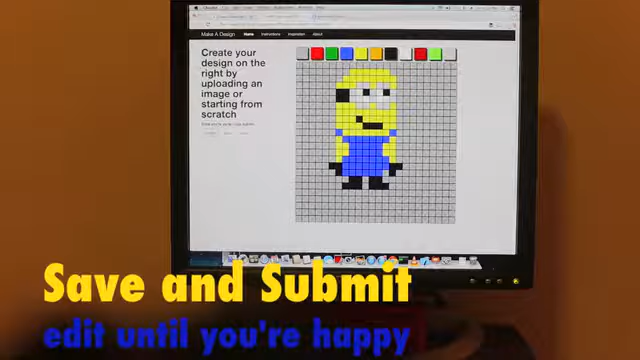 Make A Design Home Instructions Inspiration About
Create your
design on the
right by
uploading an
image or
starting from
scratch
Save and Submit
edit until you're happy